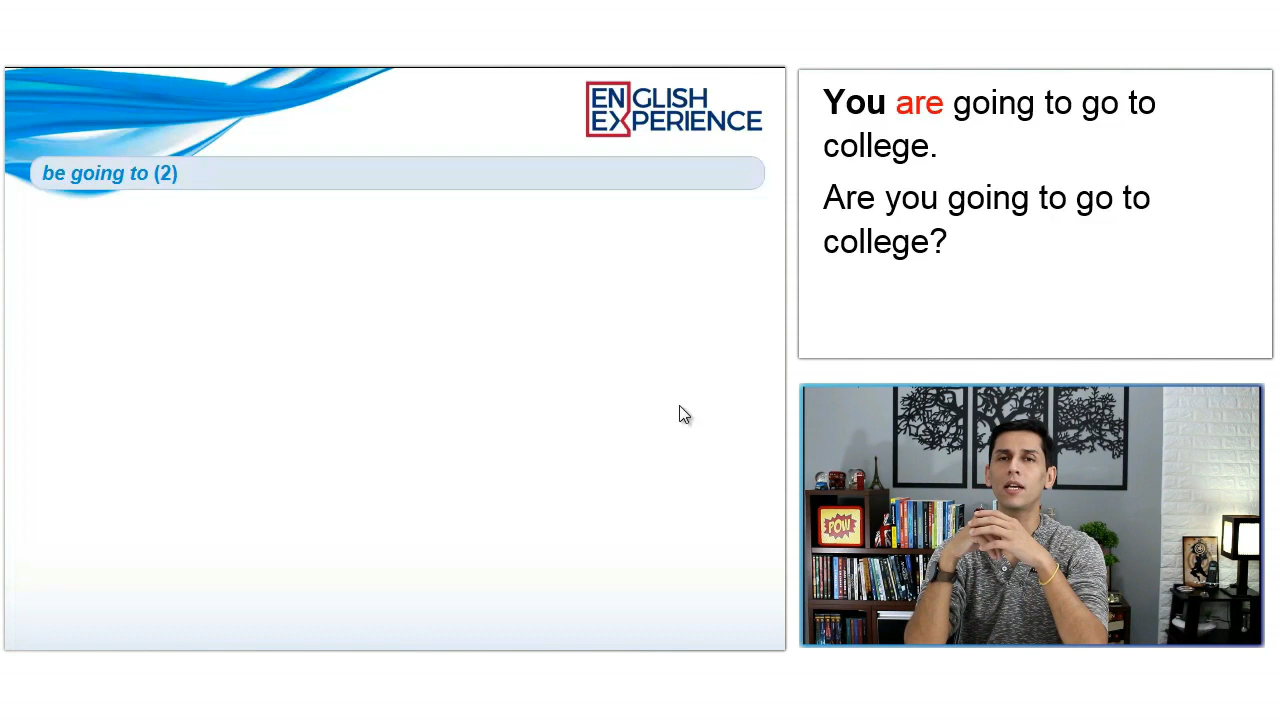 ENGLISH
EXPERIENCE
be going to (2)
You are going to go to
college.
Are you going to go to
college?
POW